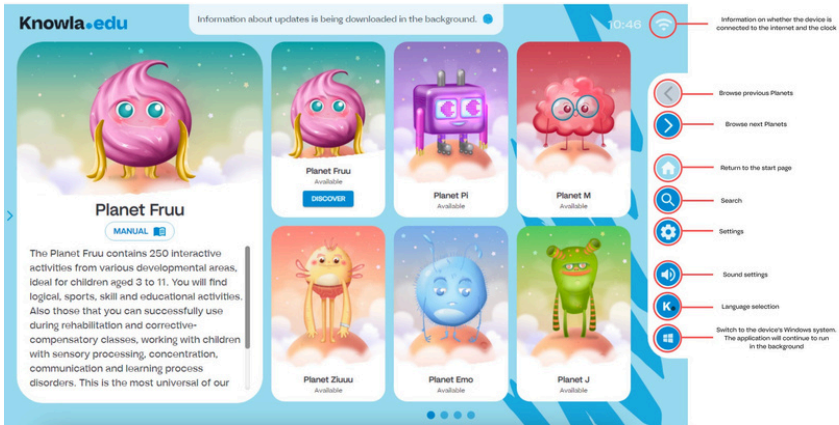 Knowla.edu
Information about updates is being downloaded in the background.
10:46
Information on whether the device is
connected to the internet and the clock
Planet Fruu
MANUAL
The Planet Fruu contains 250 interactive
activities from various developmental areas,
ideal for children aged 3 to 11. You will find
logical, sports, skill and educational activities.
Also those that you can successfully use
during rehabilitation and corrective-
compensatory classes, working with children
with sensory processing, concentration,
communication and learning process
disorders. This is the most universal of our
Planet Fruu
Available
DISCOVER
Planet Pi
Available
Planet M
Available
Planet Ziuuu
Available
Planet Emo
Available
Planet J
Available
Browse previous Planets
Browse next Planets
Return to the start page
Search
Settings
Sound settings
K
Language selection
Switch to the device's Windows system.
The application will continue to run
in the background